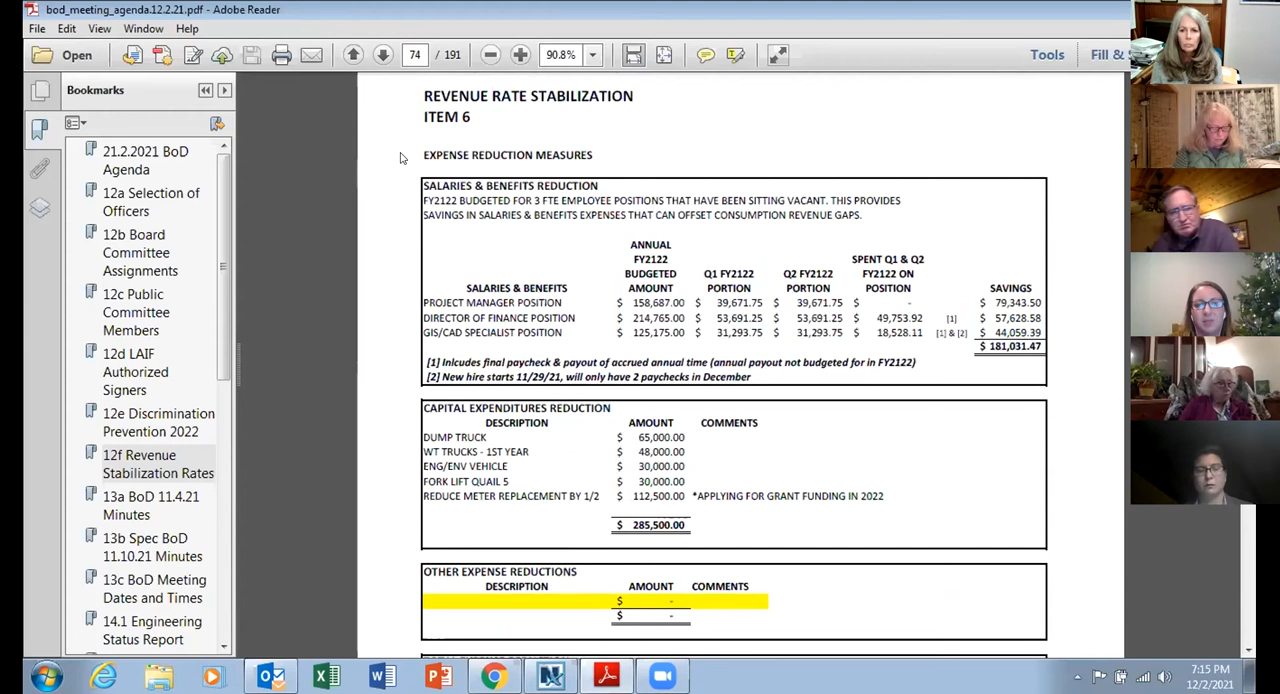 bod_meeting_agenda.12.2.21.pdf - Adobe Reader
File Edit View Window Help
Open 74 / 191 90.8% Tools Fill &
Bookmarks
21.2.2021 BoD
Agenda
12a Selection of
Officers
12b Board
Committee
Assignments
12c Public
Committee
Members
12d LAIF
Authorized
Signers
12e Discrimination
Prevention 2022
12f Revenue
Stabilization Rates
13a BoD 11.4.21
Minutes
13b Spec BoD
11.10.21 Minutes
13c BoD Meeting
Dates and Times
14.1 Engineering
Status Report
REVENUE RATE STABILIZATION
ITEM 6
EXPENSE REDUCTION MEASURES
SALARIES & BENEFITS REDUCTION
FY2122 BUDGETED FOR 3 FTE EMPLOYEE POSITIONS THAT HAVE BEEN SITTING VACANT. THIS PROVIDES
SAVINGS IN SALARIES & BENEFITS EXPENSES THAT CAN OFFSET CONSUMPTION REVENUE GAPS.
ANNUAL
FY2122 SPENT Q1 & Q2
BUDGETED Q1 FY2122 Q2 FY2122 FY2122 ON
SALARIES & BENEFITS AMOUNT PORTION PORTION POSITION SAVINGS
PROJECT MANAGER POSITION $ 158,687.00 $ 39,671.75 $ 39,671.75 $ - $ 79,343.50
DIRECTOR OF FINANCE POSITION $ 214,765.00 $ 53,691.25 $ 53,691.25 $ 49,753.92 [1] $ 57,628.58
GIS/CAD SPECIALIST POSITION $ 125,175.00 $ 31,293.75 $ 31,293.75 $ 18,528.11 [1] & [2] $ 44,059.39
$ 181,031.47
[1] Inlcudes final paycheck & payout of accrued annual time (annual payout not budgeted for in FY2122)
[2] New hire starts 11/29/21, will only have 2 paychecks in December
CAPITAL EXPENDITURES REDUCTION
DESCRIPTION AMOUNT COMMENTS
DUMP TRUCK $ 65,000.00
WT TRUCKS - 1ST YEAR $ 48,000.00
ENG/ENV VEHICLE $ 30,000.00
FORK LIFT QUAIL 5 $ 30,000.00
REDUCE METER REPLACEMENT BY 1/2 $ 112,500.00 *APPLYING FOR GRANT FUNDING IN 2022
$ 285,500.00
OTHER EXPENSE REDUCTIONS
DESCRIPTION AMOUNT COMMENTS
$ -
$ -
7:15 PM
12/2/2021